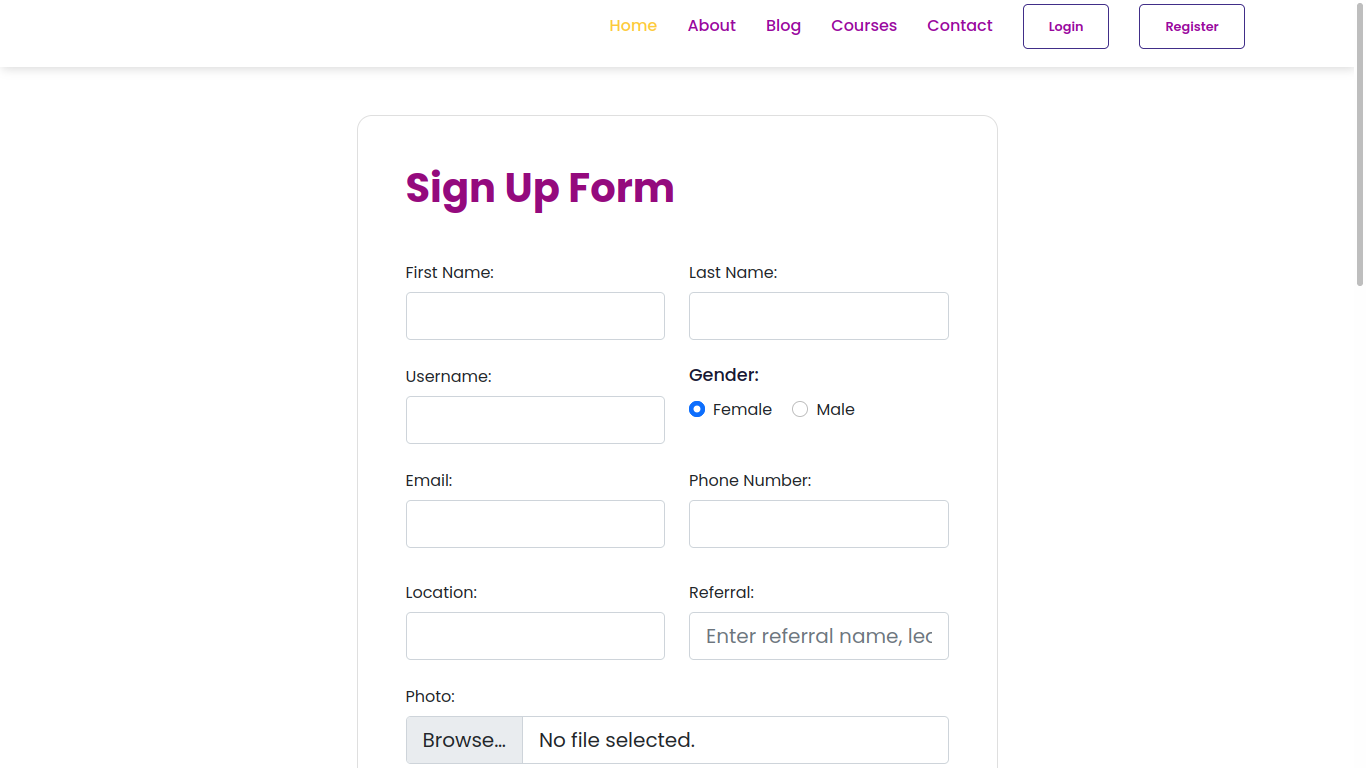 Home About Blog Courses Contact Login Register
Sign Up Form
First Name: Last Name:
Username: Gender:
Female Male
Email: Phone Number:
Location: Referral:
Enter referral name, lea
Photo:
Browse... No file selected.